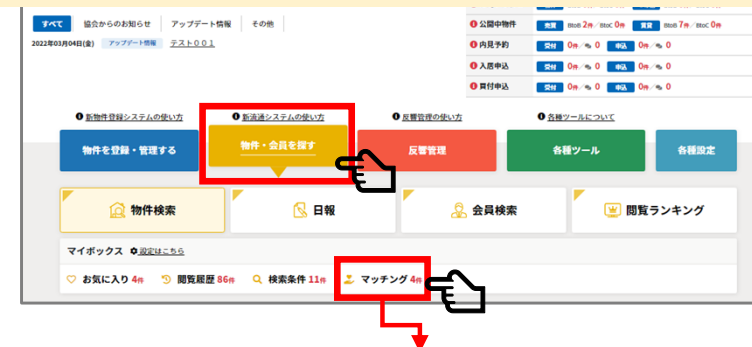 すべて 協会からのお知らせ アップデート情報 その他
2022年03月04日(金) アップデート情報 テスト００１
公開中物件 売買 BtoB 2件／BtoC 0件 賃貸 BtoB 7件／BtoC 0件
内見予約 受付 0件／ 0 申込 0件／ 0
入居申込 受付 0件／ 0 申込 0件／ 0
買付申込 受付 0件／ 0 申込 0件／ 0
新物件登録システムの使い方 新流通システムの使い方 反響管理の使い方 各種ツールについて
物件を登録・管理する 物件・会員を探す 反響管理 各種ツール 各種設定
物件検索 日報 会員検索 閲覧ランキング
マイボックス 設定はこちら
お気に入り 4件 閲覧履歴 86件 検索条件 11件 マッチング 4件